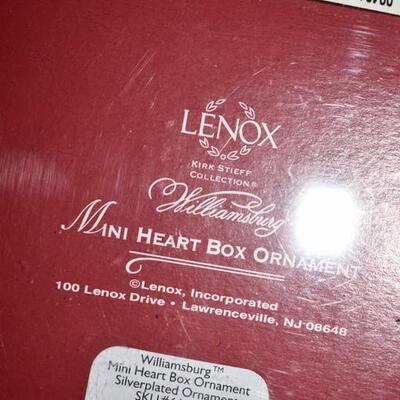 LENOX
KIRK STIEFF
COLLECTION®
Williamsburg
MINI HEART BOX ORNAMENT
©Lenox, Incorporated
100 Lenox Drive • Lawrenceville, NJ 08648
Williamsburg™
Mini Heart Box Ornament
Silverplated Ornament